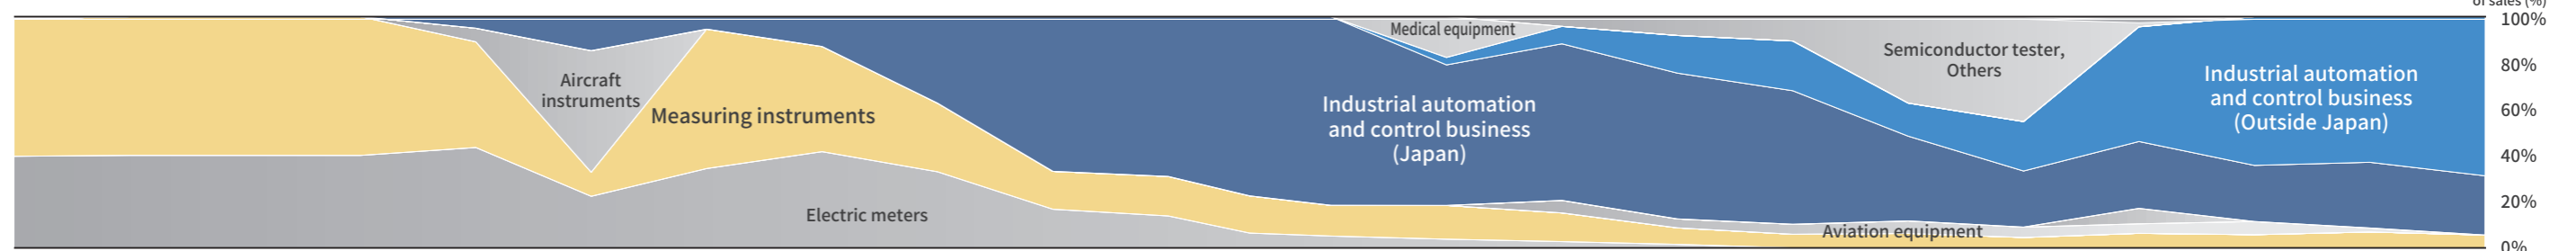 of sales (%)
100%
Medical equipment
Semiconductor tester,
Others
80%
Aircraft
instruments
Measuring instruments
Industrial automation
and control business
(Japan)
Industrial automation
and control business
(Outside Japan)
60%
40%
20%
Electric meters
Aviation equipment
0%